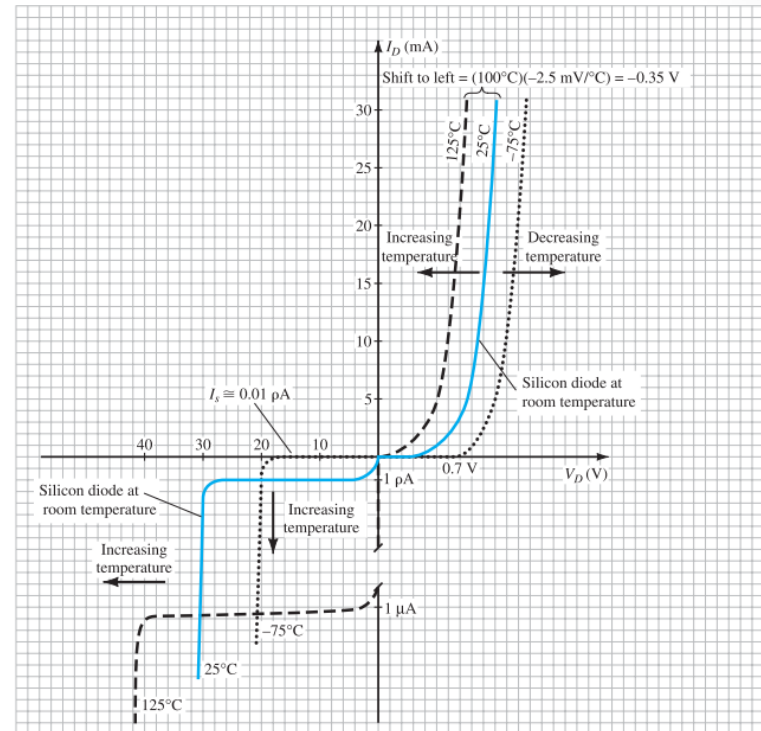 I_D (mA)
Shift to left = (100°C)(–2.5 mV/°C) = –0.35 V
30
125°C
25°C
–75°C
25
20
Increasing
temperature
Decreasing
temperature
15
10
Silicon diode at
room temperature
I_s ≅ 0.01 ρA
5
40
30
20
10
0.7 V
V_D (V)
1 ρA
Silicon diode at
room temperature
Increasing
temperature
Increasing
temperature
1 μA
–75°C
25°C
125°C